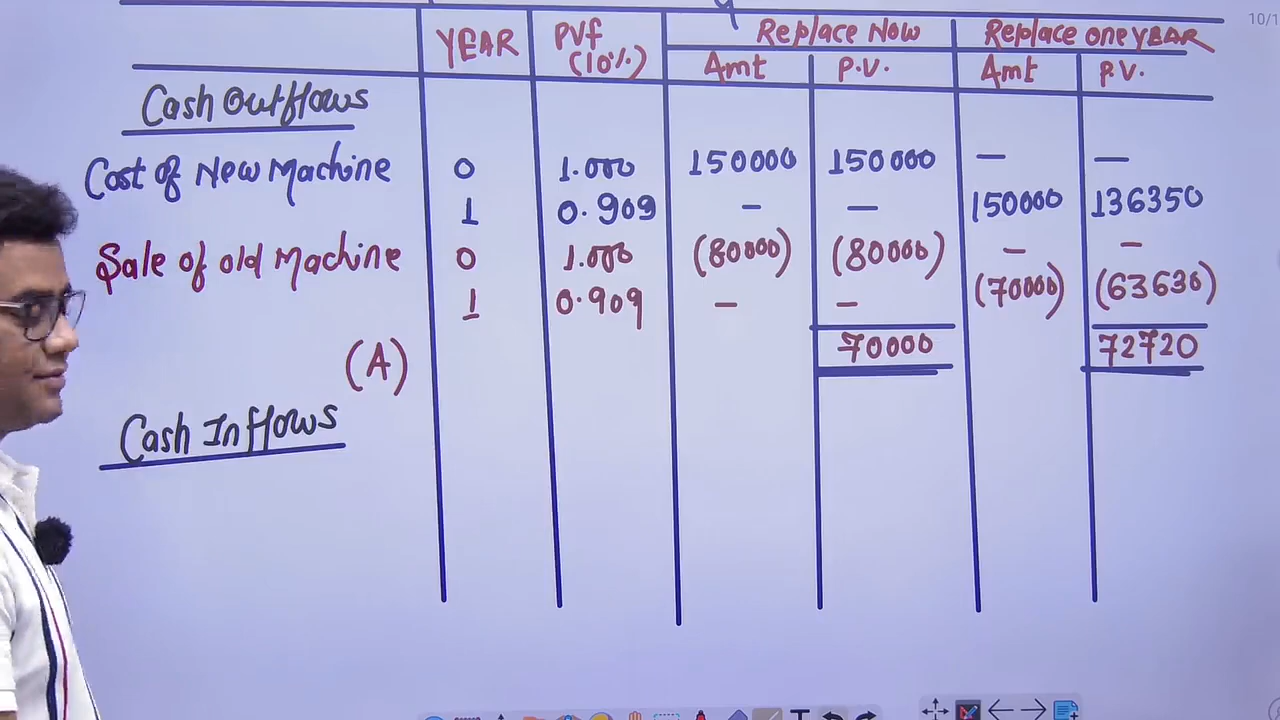 10/1
YEAR PVf (10%) Replace Now Replace one YEAR
Amt P.V. Amt P.V.
Cash Outflows
Cost of New Machine 0 1.000 150000 150000 — —
1 0.909 - — 150000 136350
Sale of old Machine 0 1.000 (80000) (80000) — —
1 0.909 — — (70000) (63630)
(A) 70000 72720
Cash Inflows